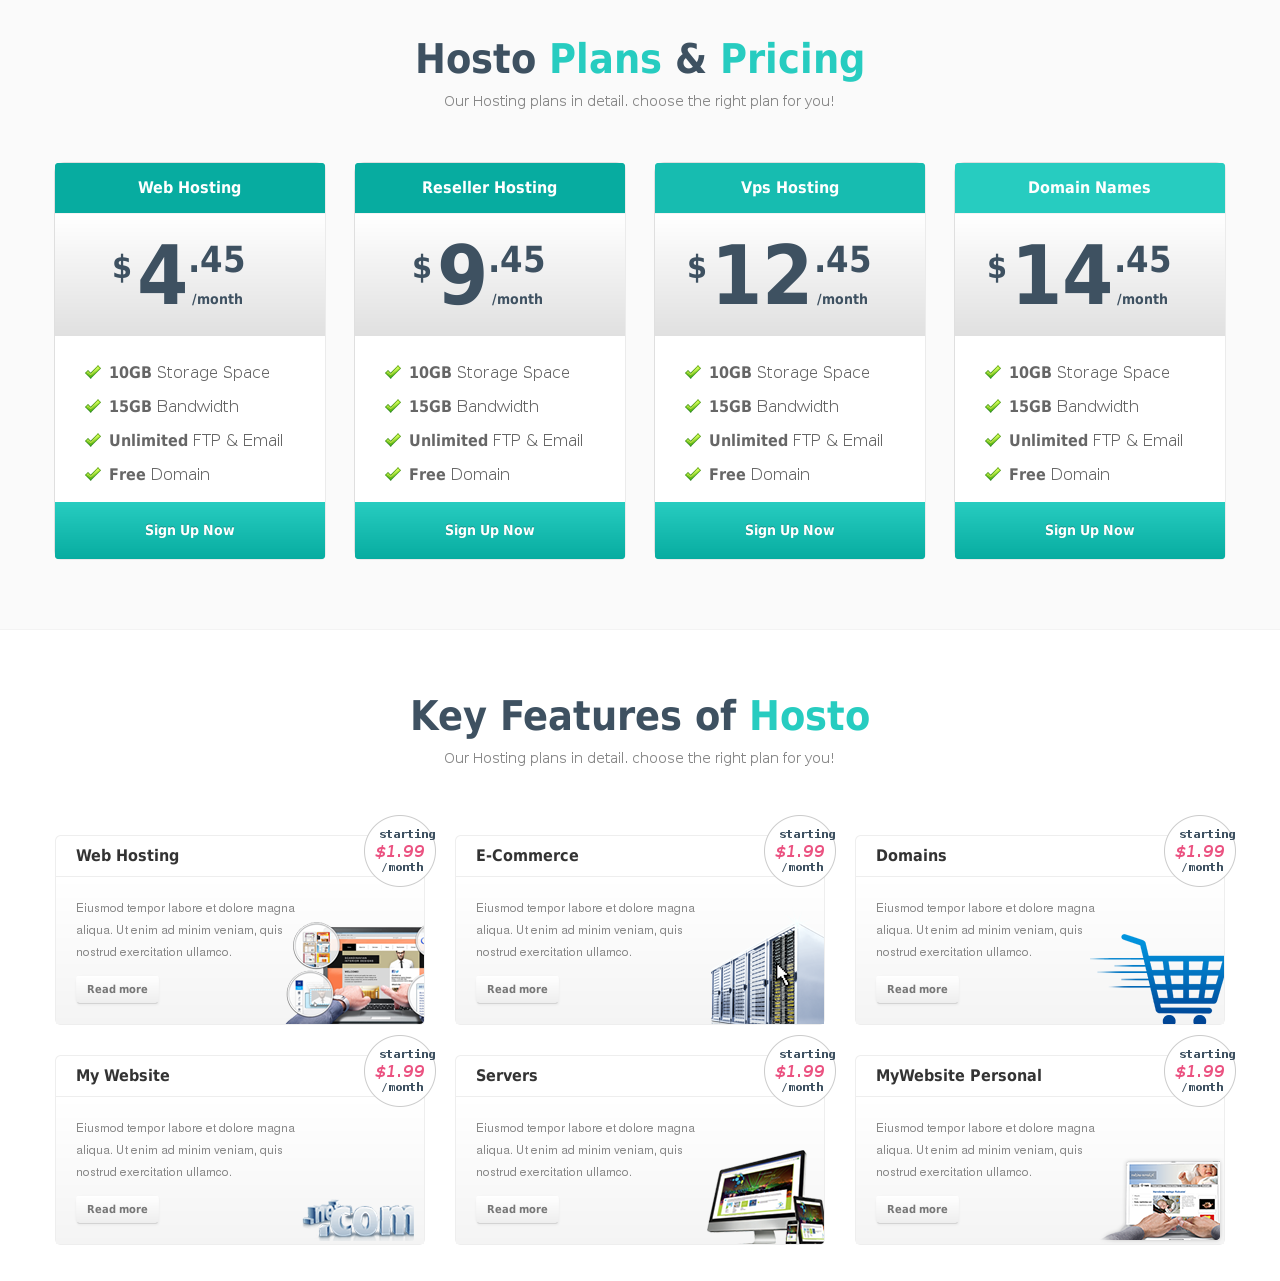 Hosto Plans & Pricing
Our Hosting plans in detail. choose the right plan for you!
Web Hosting
$4.45
/month
10GB Storage Space
15GB Bandwidth
Unlimited FTP & Email
Free Domain
Sign Up Now
Reseller Hosting
$9.45
/month
10GB Storage Space
15GB Bandwidth
Unlimited FTP & Email
Free Domain
Sign Up Now
Vps Hosting
$12.45
/month
10GB Storage Space
15GB Bandwidth
Unlimited FTP & Email
Free Domain
Sign Up Now
Domain Names
$14.45
/month
10GB Storage Space
15GB Bandwidth
Unlimited FTP & Email
Free Domain
Sign Up Now
Key Features of Hosto
Our Hosting plans in detail. choose the right plan for you!
Web Hosting
starting
$1.99
/month
Eiusmod tempor labore et dolore magna
aliqua. Ut enim ad minim veniam, quis
nostrud exercitation ullamco.
Read more
E-Commerce
starting
$1.99
/month
Eiusmod tempor labore et dolore magna
aliqua. Ut enim ad minim veniam, quis
nostrud exercitation ullamco.
Read more
Domains
starting
$1.99
/month
Eiusmod tempor labore et dolore magna
aliqua. Ut enim ad minim veniam, quis
nostrud exercitation ullamco.
Read more
My Website
starting
$1.99
/month
Eiusmod tempor labore et dolore magna
aliqua. Ut enim ad minim veniam, quis
nostrud exercitation ullamco.
Read more
.com
Servers
starting
$1.99
/month
Eiusmod tempor labore et dolore magna
aliqua. Ut enim ad minim veniam, quis
nostrud exercitation ullamco.
Read more
MyWebsite Personal
starting
$1.99
/month
Eiusmod tempor labore et dolore magna
aliqua. Ut enim ad minim veniam, quis
nostrud exercitation ullamco.
Read more